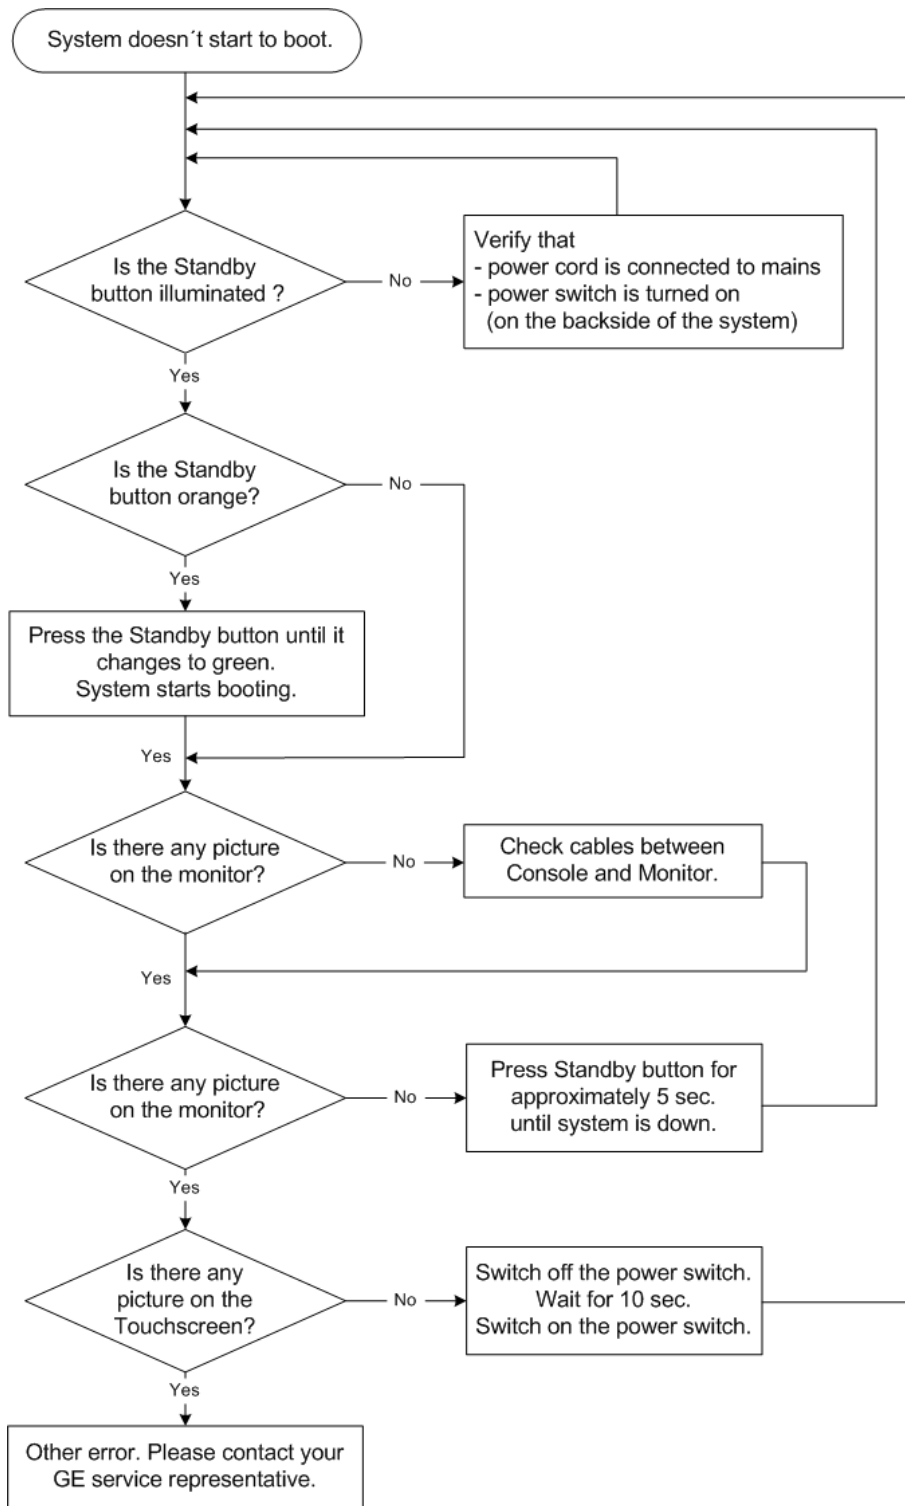 System doesn´t start to boot.
Is the Standby
button illuminated ?
No
Verify that
- power cord is connected to mains
- power switch is turned on
(on the backside of the system)
Yes
Is the Standby
button orange?
No
Yes
Press the Standby button until it
changes to green.
System starts booting.
Yes
Is there any picture
on the monitor?
No
Check cables between
Console and Monitor.
Yes
Is there any picture
on the monitor?
No
Press Standby button for
approximately 5 sec.
until system is down.
Yes
Is there any
picture on the
Touchscreen?
No
Switch off the power switch.
Wait for 10 sec.
Switch on the power switch.
Yes
Other error. Please contact your
GE service representative.